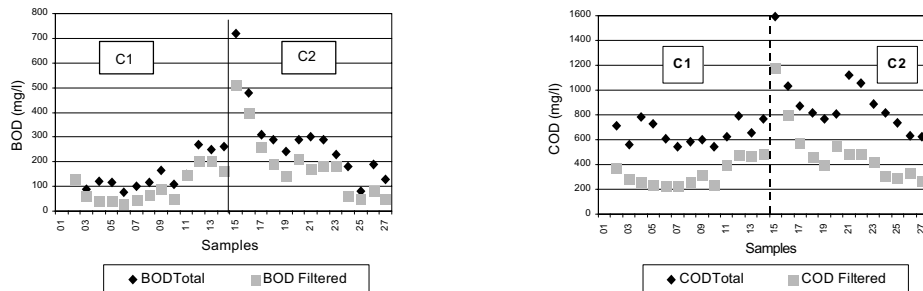 800
700
600
500
400
300
200
100
0
BOD (mg/l)
C1
C2
01 03 05 07 09 11 13 15 17 19 21 23 25 27
Samples
BODTotal BOD Filtered
1600
1400
1200
1000
800
600
400
200
0
COD (mg/l)
C1
C2
01 03 05 07 09 11 13 15 17 19 21 23 25 27
Samples
CODTotal COD Filtered